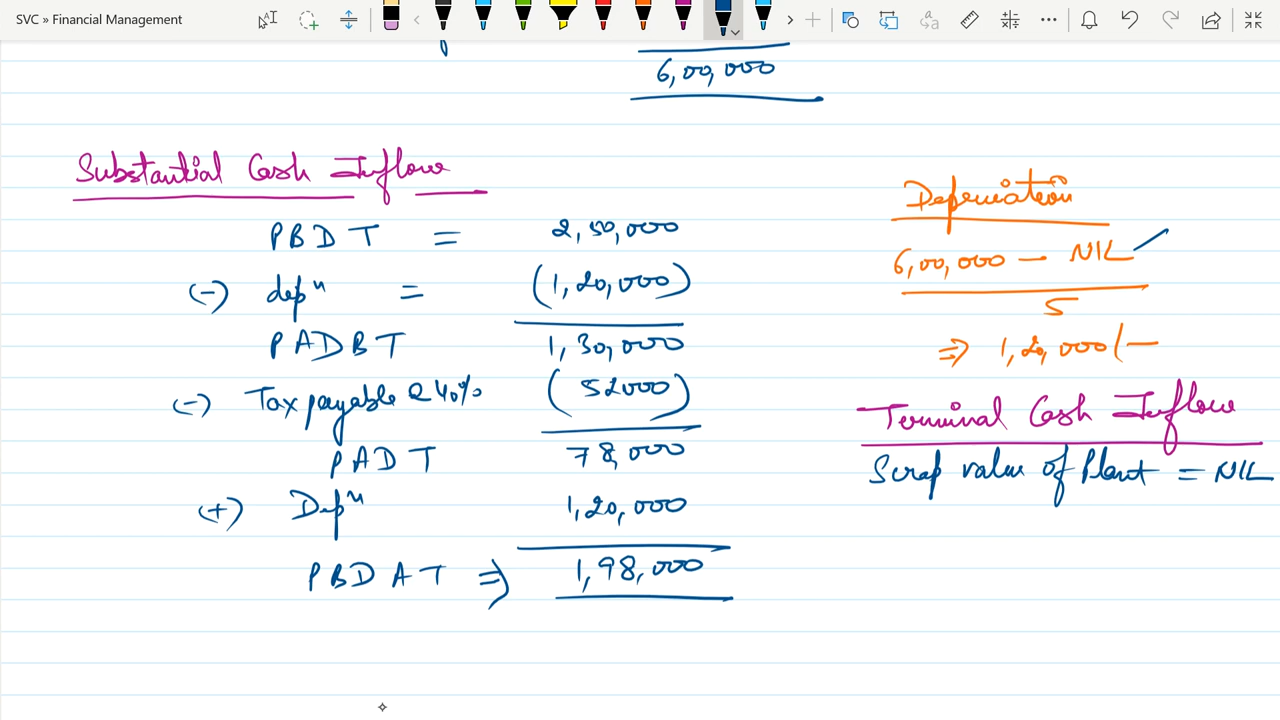 SVC » Financial Management
6,00,000
Substantial Cash Inflow
PBDT = 2,50,000
(-) depⁿ = (1,20,000)
PADBT 1,30,000
(-) Tax payable @ 40% (52000)
PADT 78,000
(+) Depⁿ 1,20,000
PBDAT ⇒ 1,98,000
Depreciation
6,00,000 - NIL
5
⇒ 1,20,000/-
Terminal Cash Inflow
Scrap value of Plant = NIL